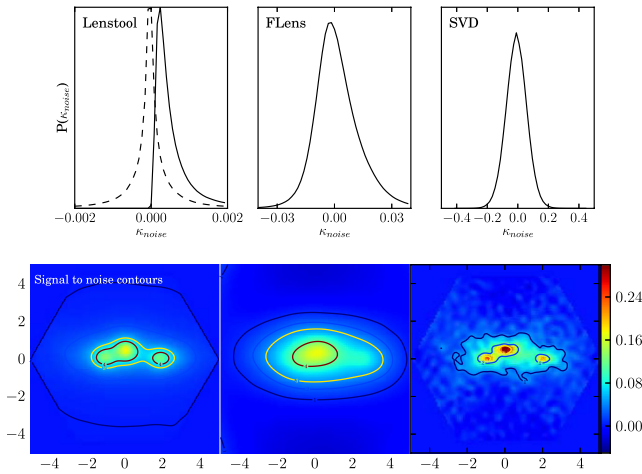 Lenstool FLens SVD
P(κnoise)
−0.002 0.000 0.002 −0.03 0.00 0.03 −0.4 −0.2 0.0 0.2 0.4
κnoise κnoise κnoise
Signal to noise contours
4
2
0
−2
−4
0.24
0.16
0.08
0.00
−4 −2 0 2 4 −4 −2 0 2 4 −4 −2 0 2 4